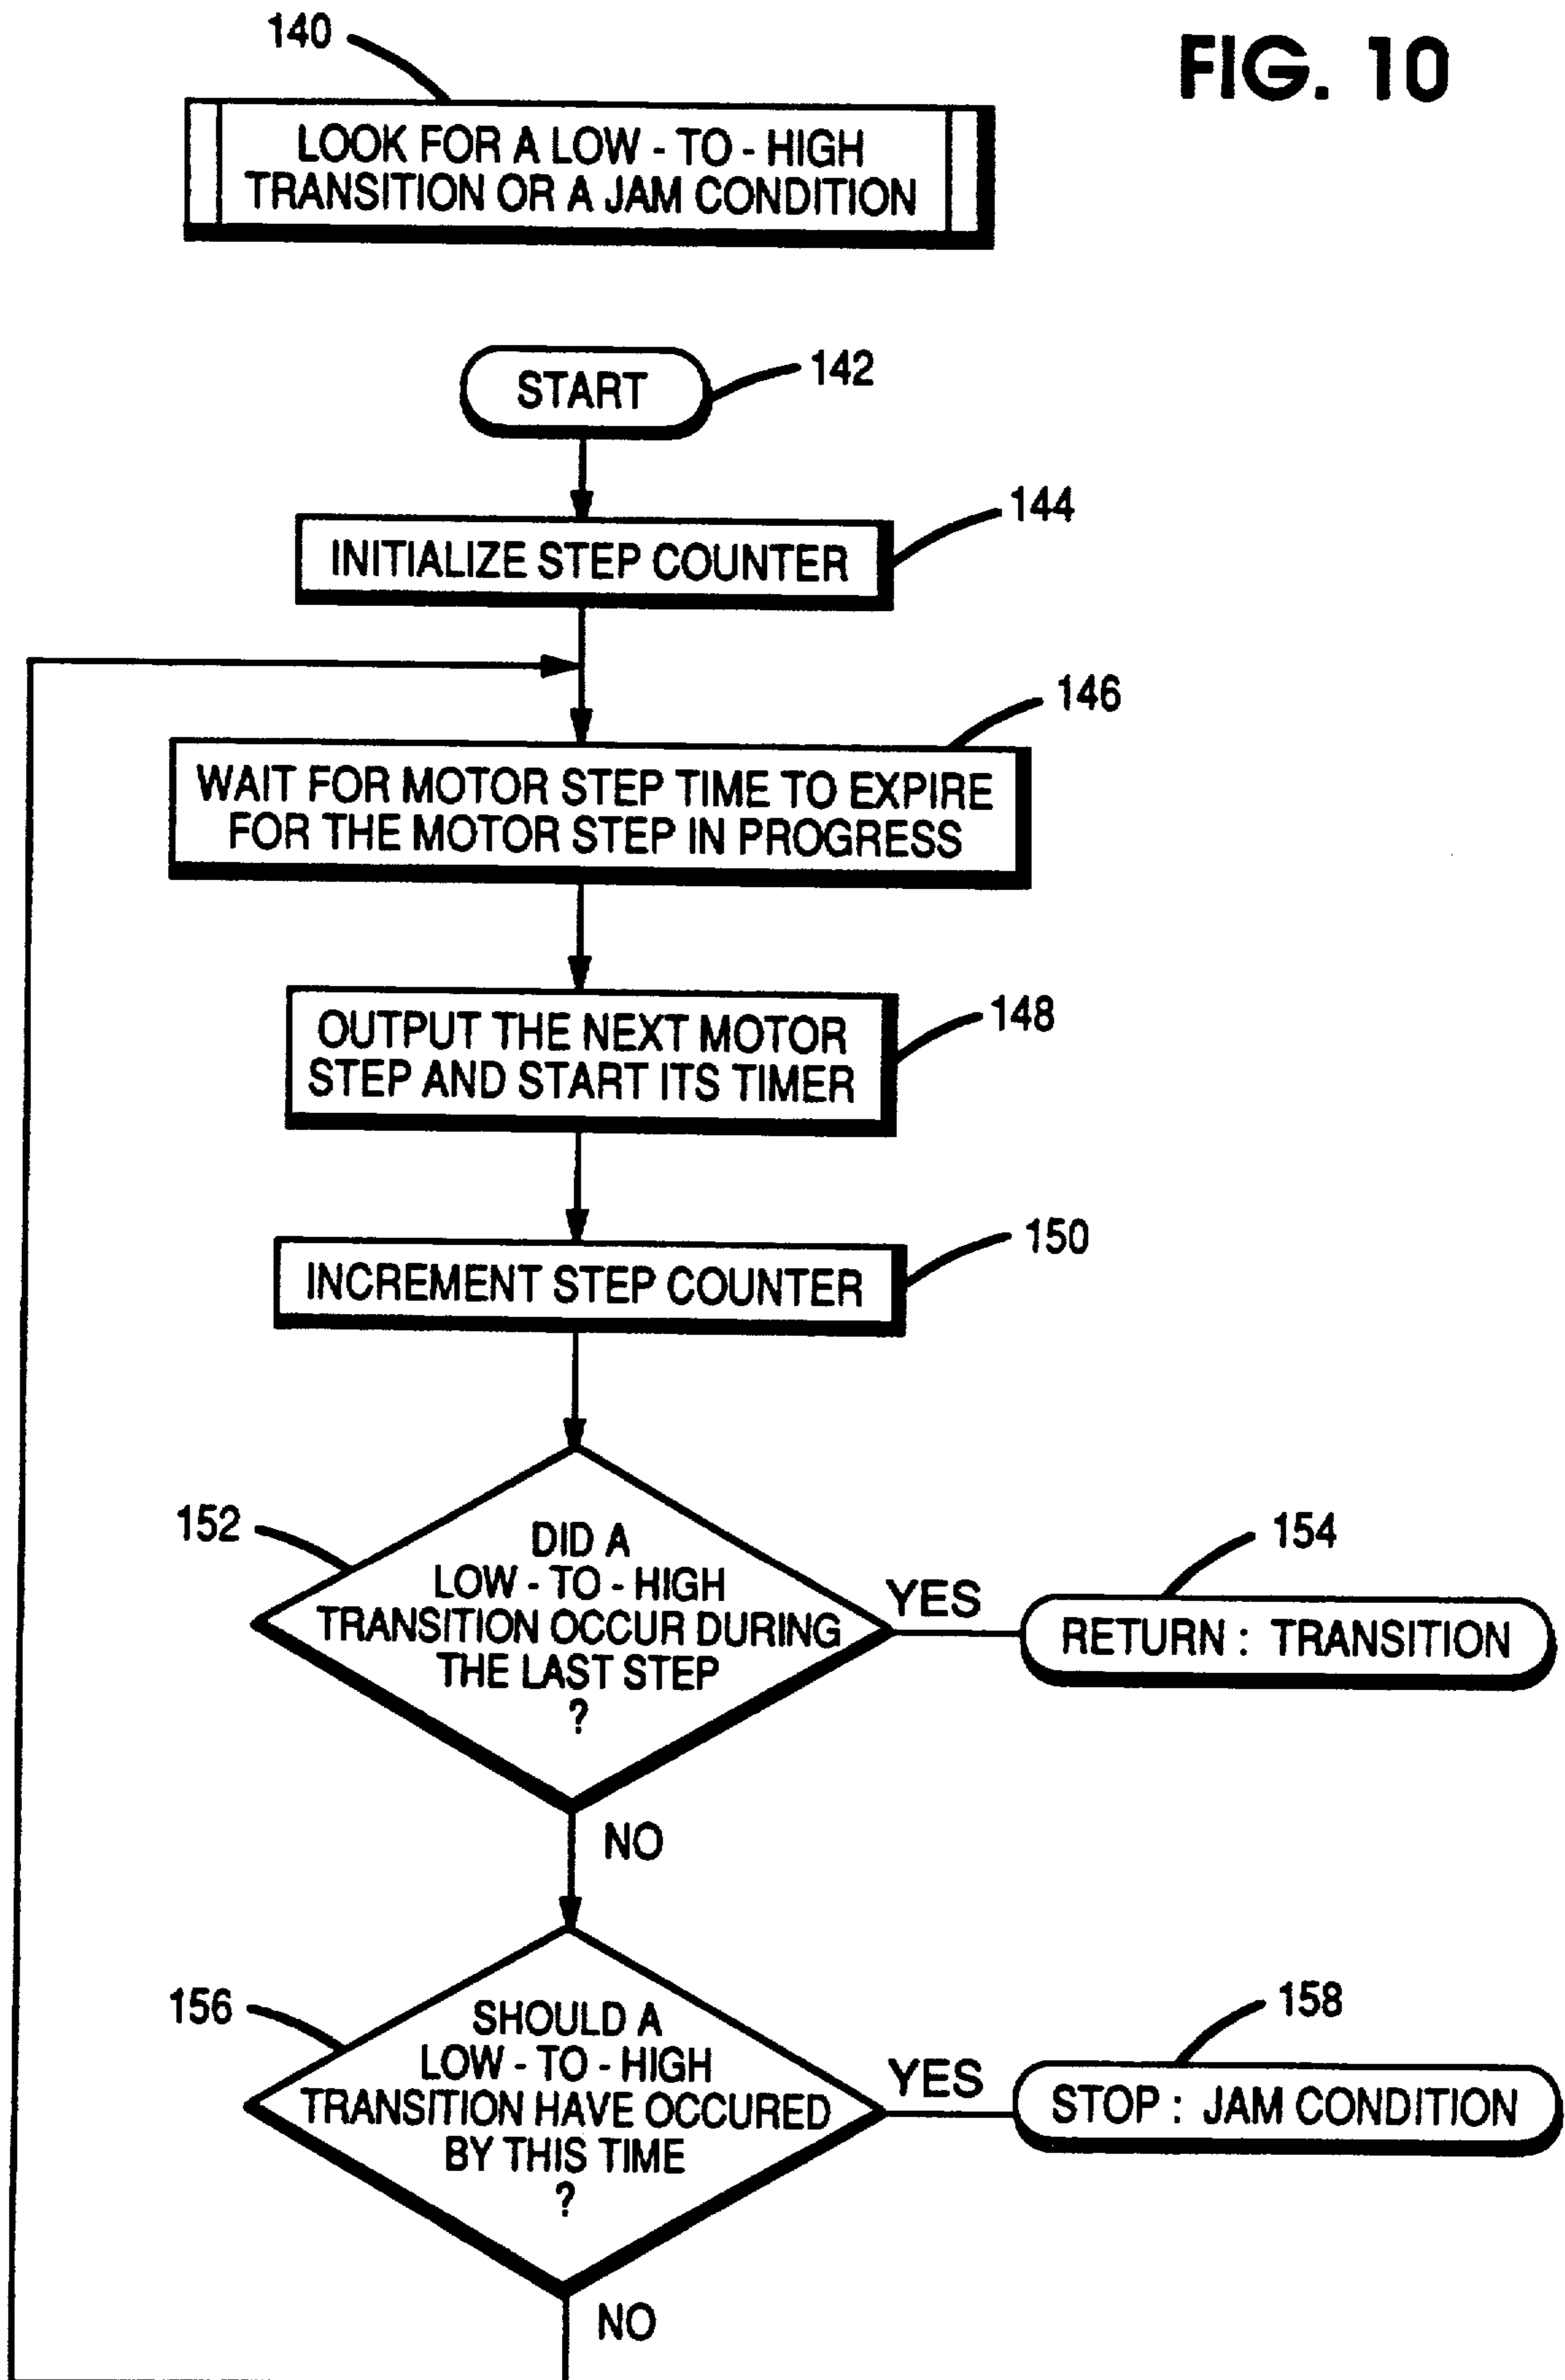 140
FIG. 10
LOOK FOR A LOW - TO - HIGH
TRANSITION OR A JAM CONDITION
START
142
144
INITIALIZE STEP COUNTER
146
WAIT FOR MOTOR STEP TIME TO EXPIRE
FOR THE MOTOR STEP IN PROGRESS
OUTPUT THE NEXT MOTOR
STEP AND START ITS TIMER
148
150
INCREMENT STEP COUNTER
152
DID A
LOW - TO - HIGH
TRANSITION OCCUR DURING
THE LAST STEP
?
YES
154
RETURN : TRANSITION
NO
156
SHOULD A
LOW - TO - HIGH
TRANSITION HAVE OCCURED
BY THIS TIME
?
YES
158
STOP : JAM CONDITION
NO